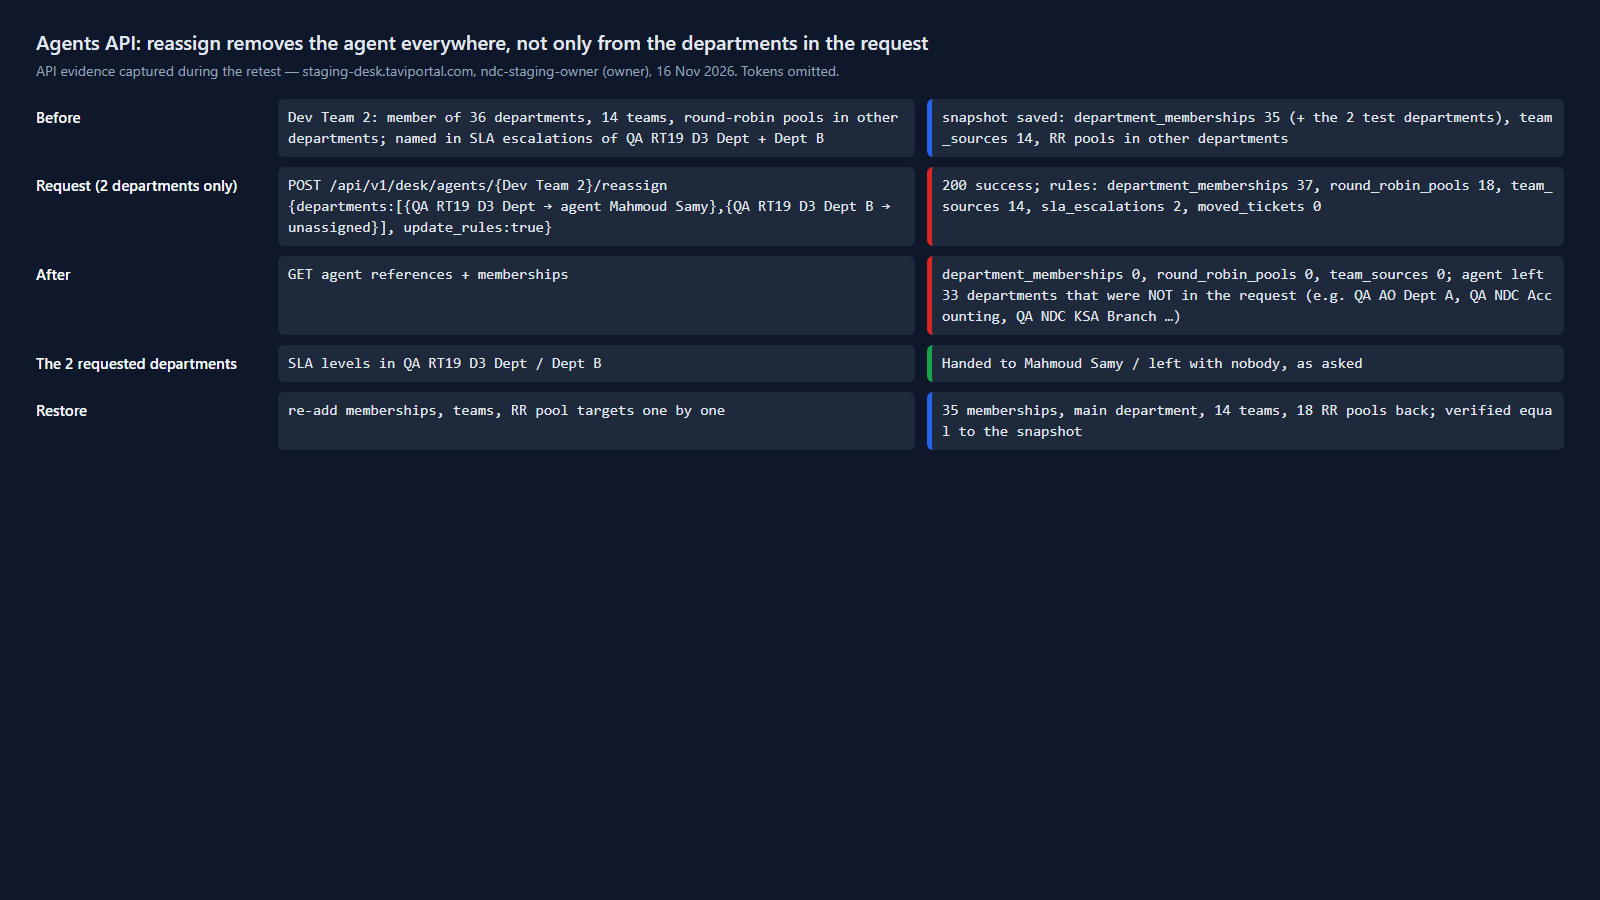 Agents API: reassign removes the agent everywhere, not only from the departments in the request
API evidence captured during the retest — staging-desk.taviportal.com, ndc-staging-owner (owner), 16 Nov 2026. Tokens omitted.
Before
Dev Team 2: member of 36 departments, 14 teams, round-robin pools in other
departments; named in SLA escalations of QA RT19 D3 Dept + Dept B
snapshot saved: department_memberships 35 (+ the 2 test departments), team
_sources 14, RR pools in other departments
Request (2 departments only)
POST /api/v1/desk/agents/{Dev Team 2}/reassign
{departments:[{QA RT19 D3 Dept → agent Mahmoud Samy},{QA RT19 D3 Dept B →
unassigned}], update_rules:true}
200 success; rules: department_memberships 37, round_robin_pools 18, team_
sources 14, sla_escalations 2, moved_tickets 0
After
GET agent references + memberships
department_memberships 0, round_robin_pools 0, team_sources 0; agent left
33 departments that were NOT in the request (e.g. QA AO Dept A, QA NDC Acc
ounting, QA NDC KSA Branch …)
The 2 requested departments
SLA levels in QA RT19 D3 Dept / Dept B
Handed to Mahmoud Samy / left with nobody, as asked
Restore
re-add memberships, teams, RR pool targets one by one
35 memberships, main department, 14 teams, 18 RR pools back; verified equa
l to the snapshot